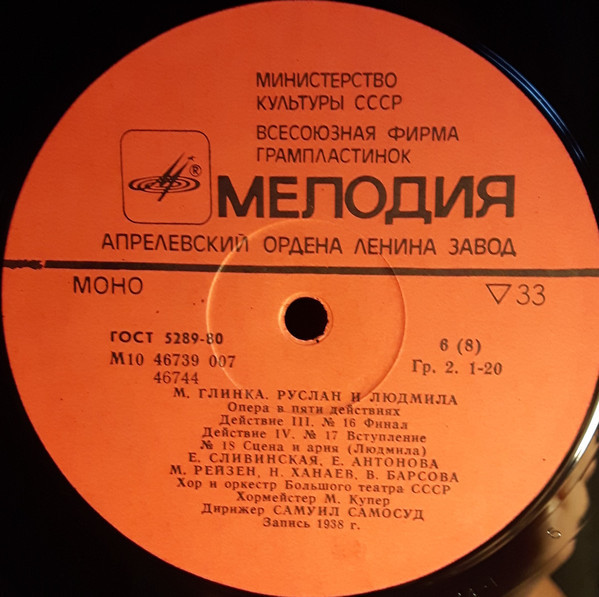 МИНИСТЕРСТВО
КУЛЬТУРЫ СССР
ВСЕСОЮЗНАЯ ФИРМА
ГРАМПЛАСТИНОК
®
МЕЛОДИЯ
АПРЕЛЕВСКИЙ ОРДЕНА ЛЕНИНА ЗАВОД
МОНО ▽33
ГОСТ 5289-80
М10 46739 007
46744
6 (8)
Гр. 2. 1-20
М. ГЛИНКА. РУСЛАН И ЛЮДМИЛА
Опера в пяти действиях
Действие III. № 16 Финал
Действие IV. № 17 Вступление
№ 18 Сцена и ария (Людмила)
Е. СЛИВИНСКАЯ, Е. АНТОНОВА
М. РЕЙЗЕН, Н. ХАНАЕВ, В. БАРСОВА
Хор и оркестр Большого театра СССР
Хормейстер М. Купер
Дирижер САМУИЛ САМОСУД
Запись 1938 г.